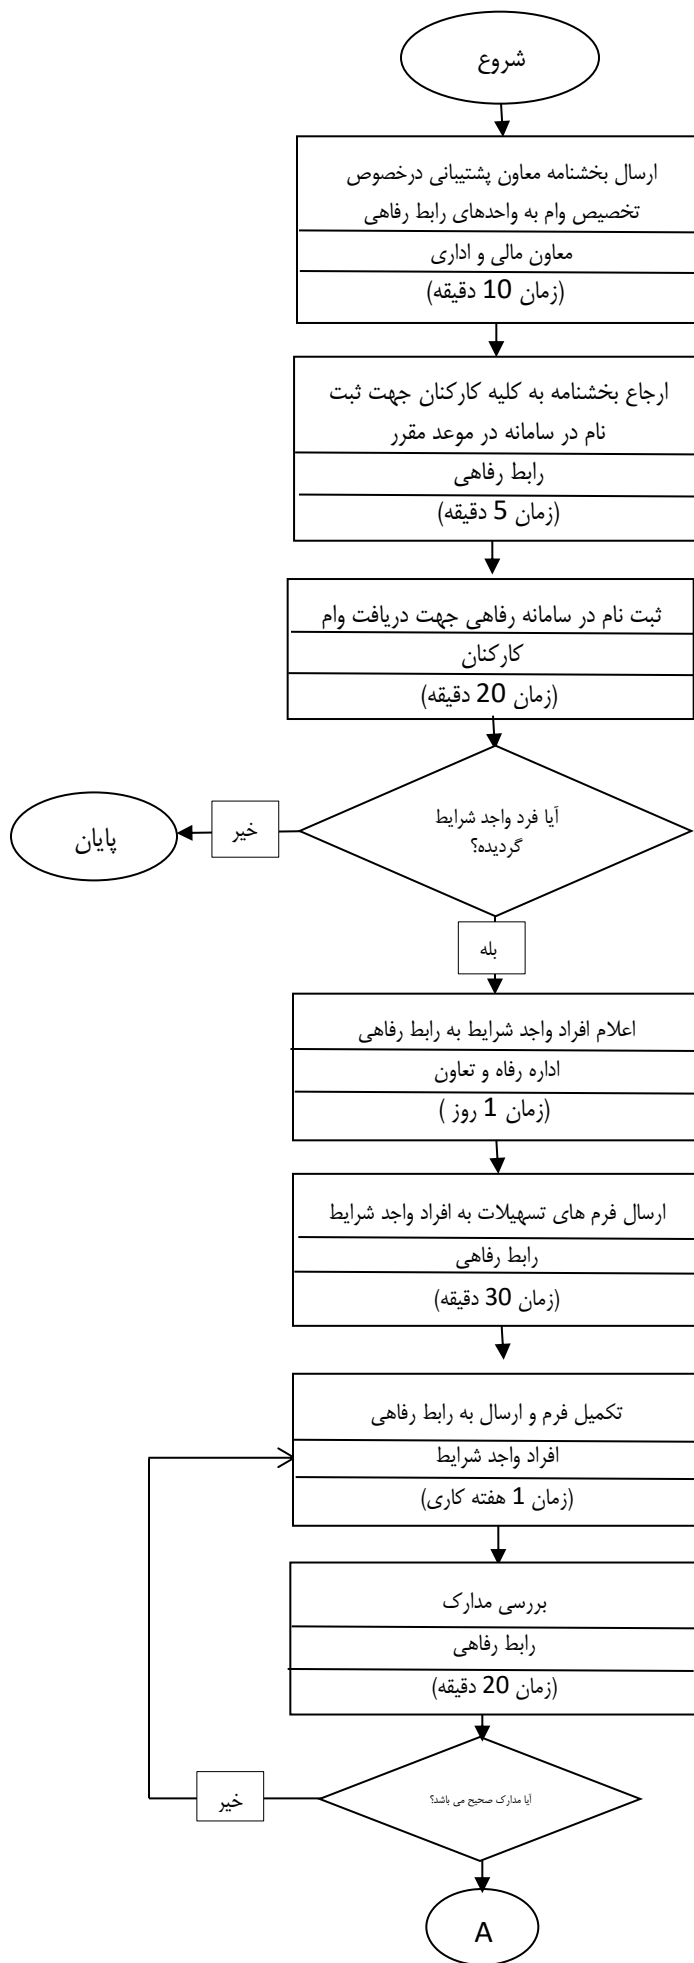 شروع
ارسال بخشنامه معاون پشتیبانی درخصوص
تخصیص وام به واحدهای رابط رفاهی
معاون مالی و اداری
(زمان 10 دقیقه)
ارجاع بخشنامه به کلیه کارکنان جهت ثبت
نام در سامانه در موعد مقرر
رابط رفاهی
(زمان 5 دقیقه)
ثبت نام در سامانه رفاهی جهت دریافت وام
کارکنان
(زمان 20 دقیقه)
آیا فرد واجد شرایط
گردیده؟
خیر
پایان
بله
اعلام افراد واجد شرایط به رابط رفاهی
اداره رفاه و تعاون
(زمان 1 روز )
ارسال فرم های تسهیلات به افراد واجد شرایط
رابط رفاهی
(زمان 30 دقیقه)
تکمیل فرم و ارسال به رابط رفاهی
افراد واجد شرایط
(زمان 1 هفته کاری)
بررسی مدارک
رابط رفاهی
(زمان 20 دقیقه)
آیا مدارک صحیح می باشد؟
خیر
A